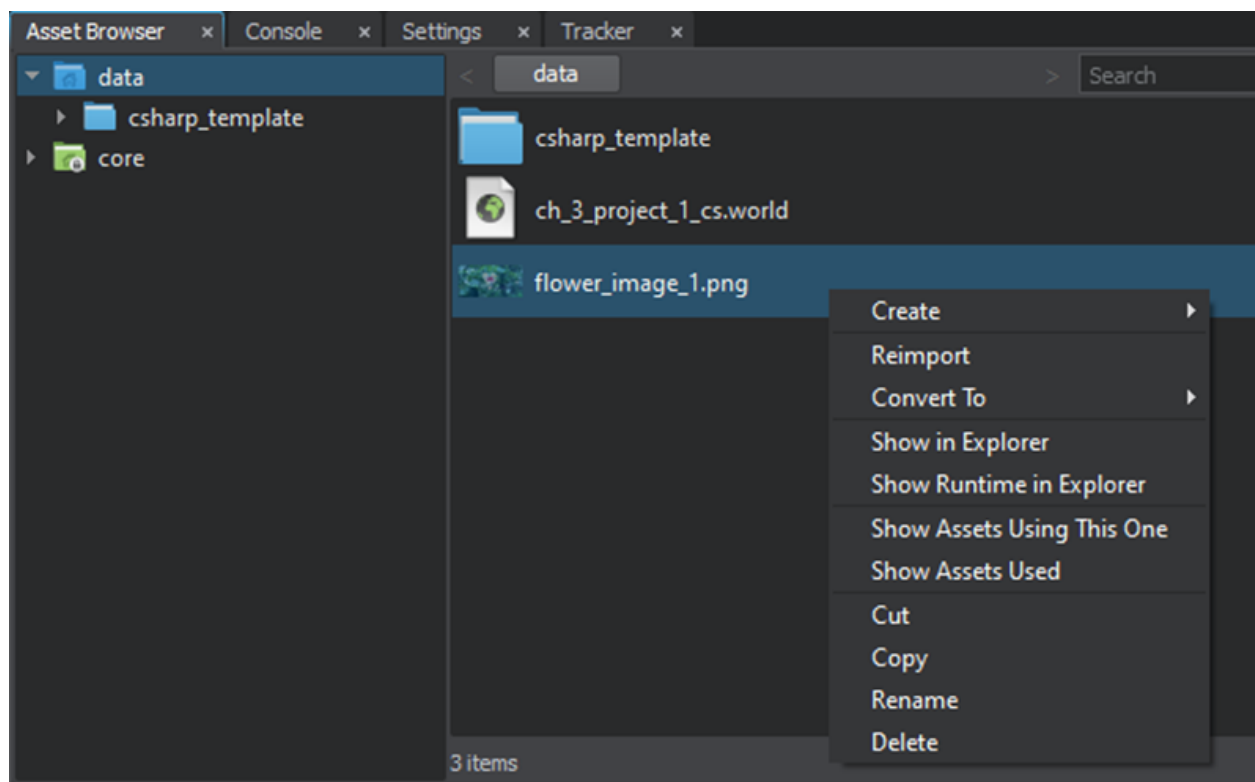 Asset Browser × Console × Settings × Tracker ×
data
csharp_template
core
< data > Search
csharp_template
ch_3_project_1_cs.world
flower_image_1.png
Create
Reimport
Convert To
Show in Explorer
Show Runtime in Explorer
Show Assets Using This One
Show Assets Used
Cut
Copy
Rename
Delete
3 items